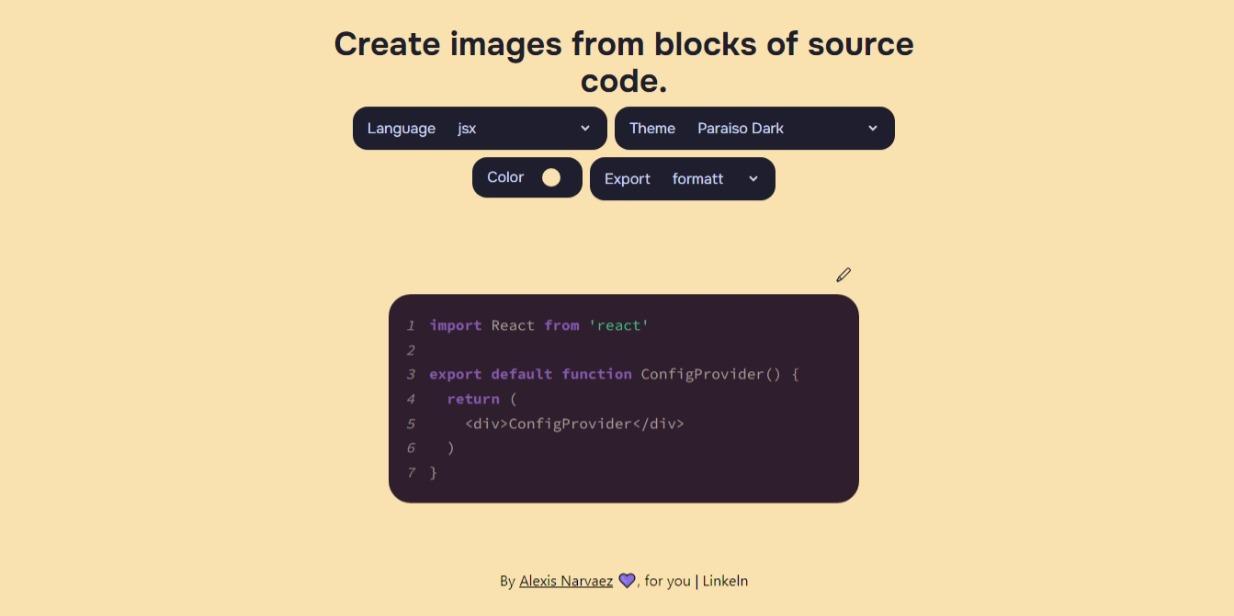 Create images from blocks of source
code.
Language jsx
Theme Paraiso Dark
Color
Export formatt
1 import React from 'react'
2
3 export default function ConfigProvider() {
4   return (
5     <div>ConfigProvider</div>
6   )
7 }
By Alexis Narvaez 💜, for you | Linkeln